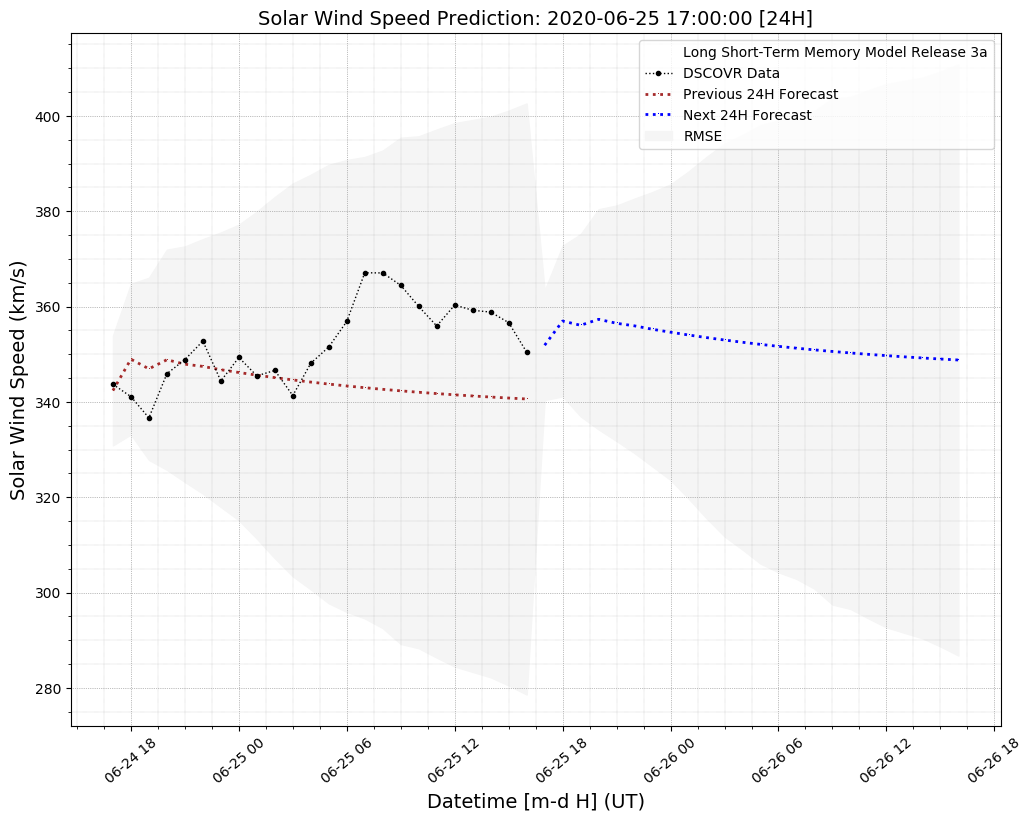 Solar Wind Speed Prediction: 2020-06-25 17:00:00 [24H]
Long Short-Term Memory Model Release 3a
DSCOVR Data
Previous 24H Forecast
Next 24H Forecast
RMSE
Solar Wind Speed (km/s)
400
380
360
340
320
300
280
06-24 18
06-25 00
06-25 06
06-25 12
06-25 18
06-26 00
06-26 06
06-26 12
06-26 18
Datetime [m-d H] (UT)